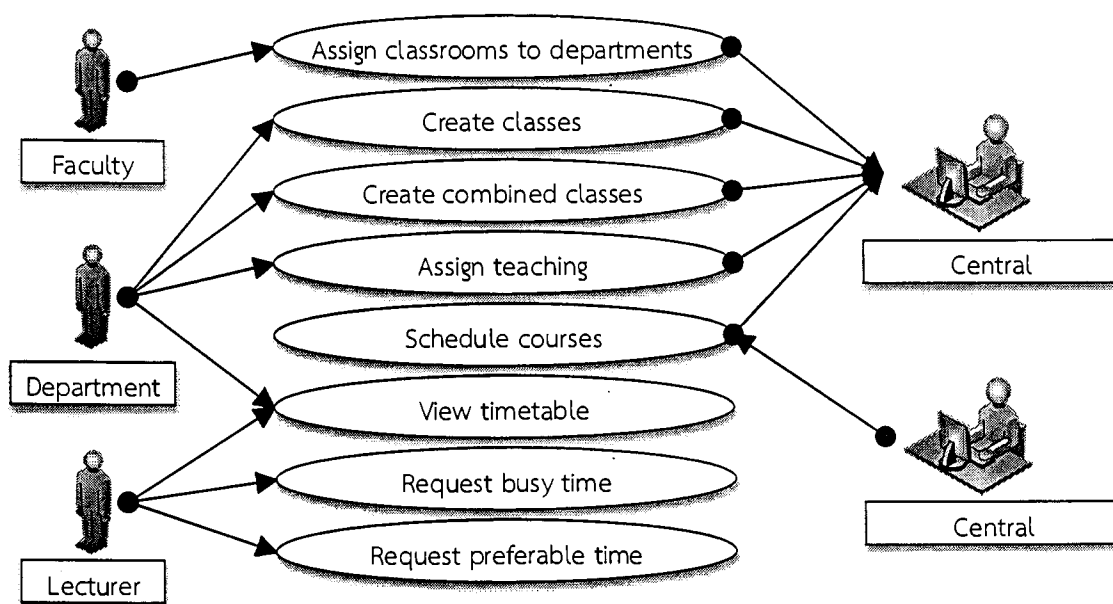 Assign classrooms to departments
Create classes
Faculty
Create combined classes
Assign teaching
Central
Schedule courses
Department
View timetable
Request busy time
Central
Request preferable time
Lecturer